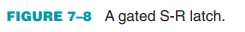 FIGURE 7–8 A gated S-R latch.